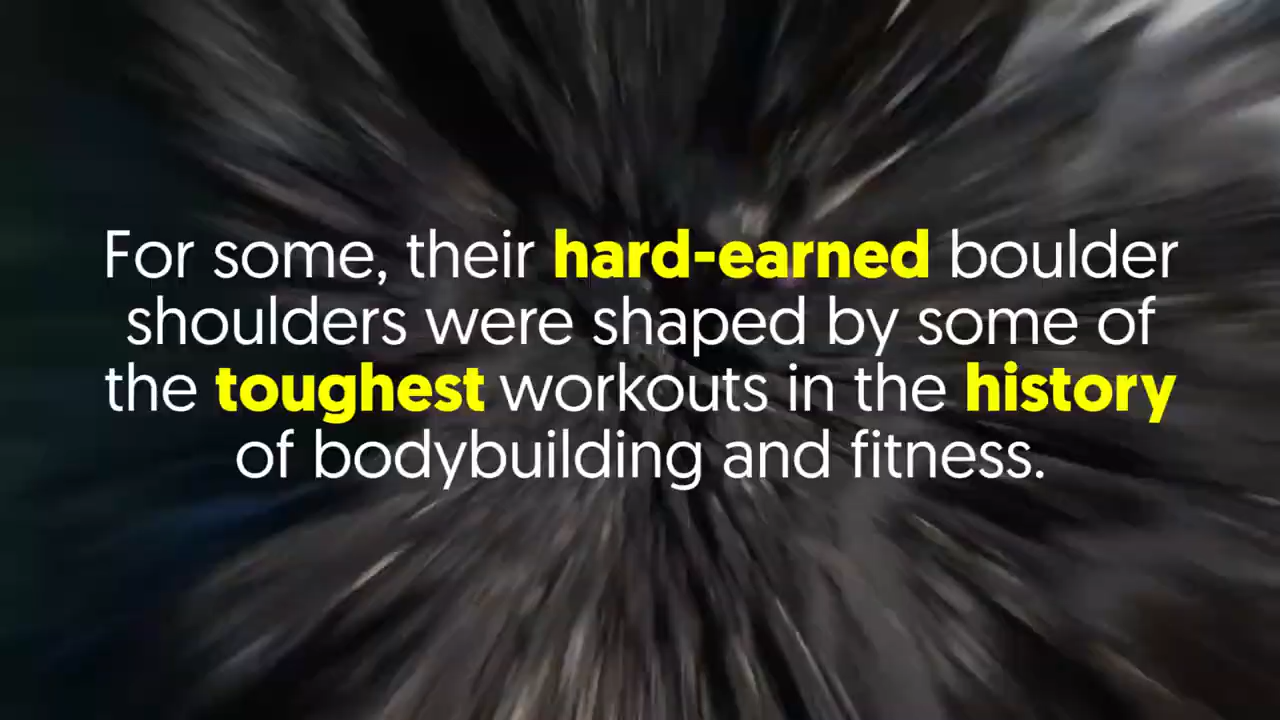 For some, their hard-earned boulder
shoulders were shaped by some of
the toughest workouts in the history
of bodybuilding and fitness.